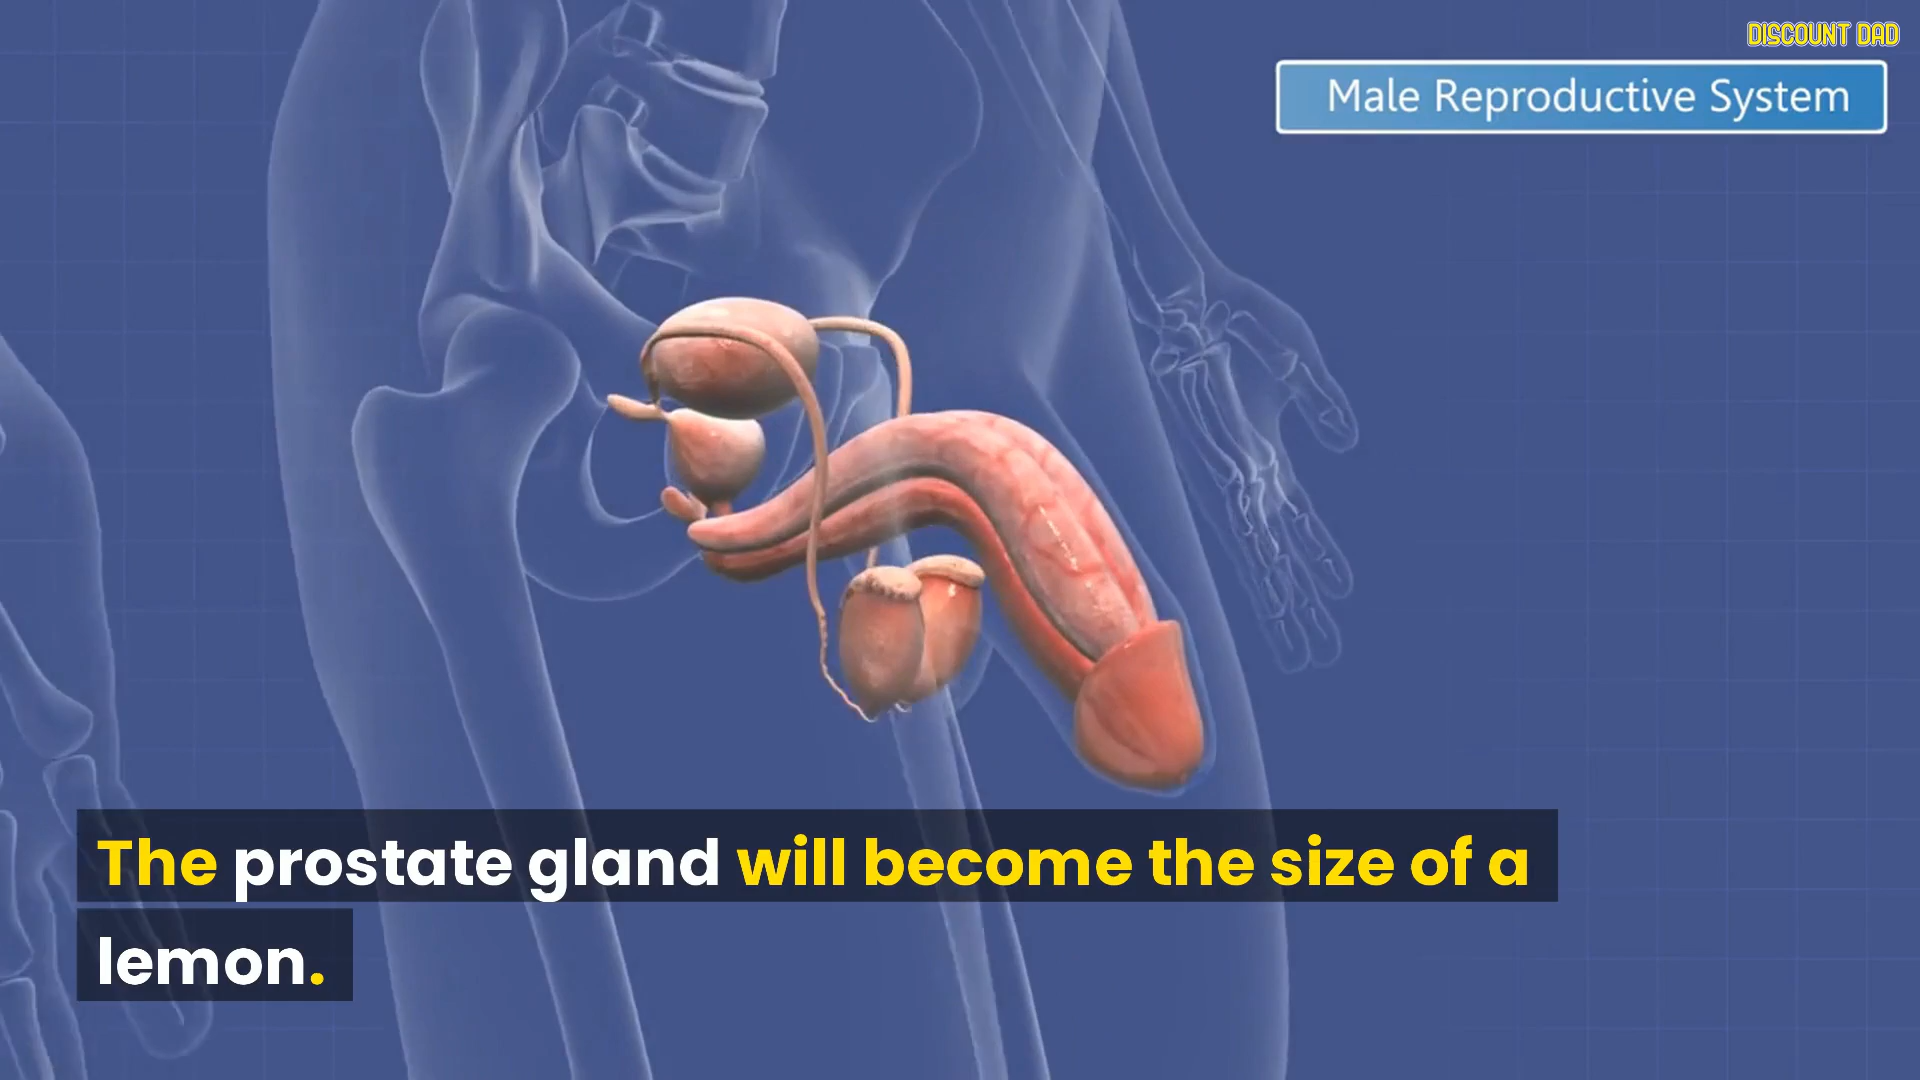 DISCOUNT DAD
Male Reproductive System
The prostate gland will become the size of a
lemon.